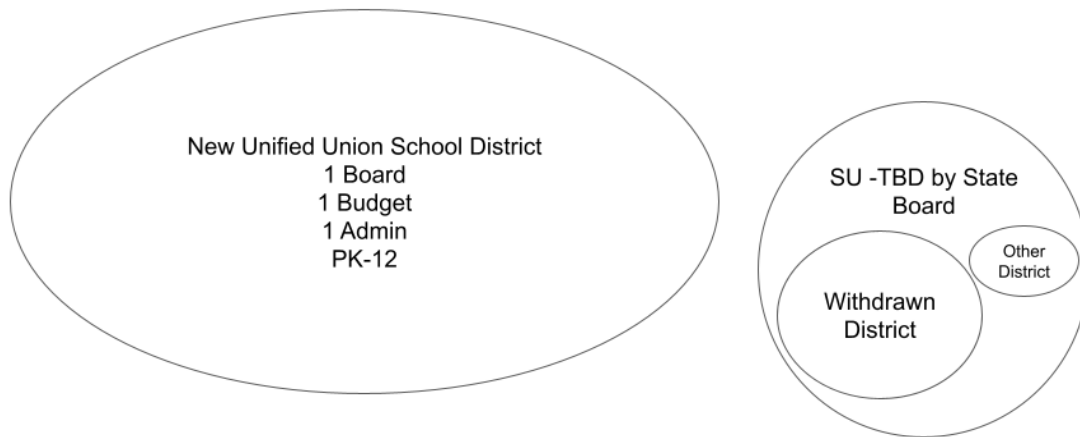 New Unified Union School District
1 Board
1 Budget
1 Admin
PK-12
SU -TBD by State
Board
Other
District
Withdrawn
District